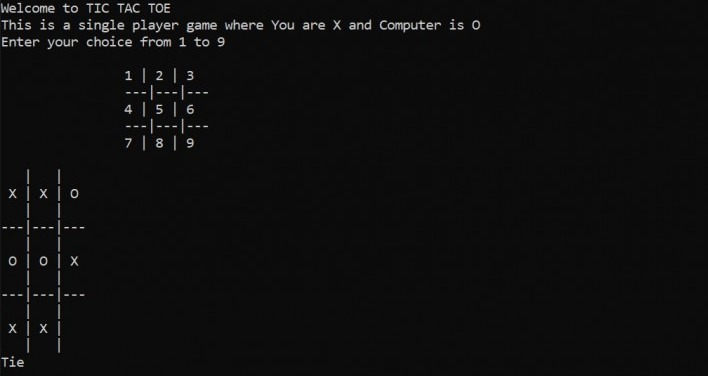 Welcome to TIC TAC TOE
This is a single player game where You are X and Computer is O
Enter your choice from 1 to 9
1 | 2 | 3
---|---|---
4 | 5 | 6
---|---|---
7 | 8 | 9
|   |
X | X | O
|   |
---|---|---
|   |
O | O | X
|   |
---|---|---
|   |
X | X |
|   |
Tie